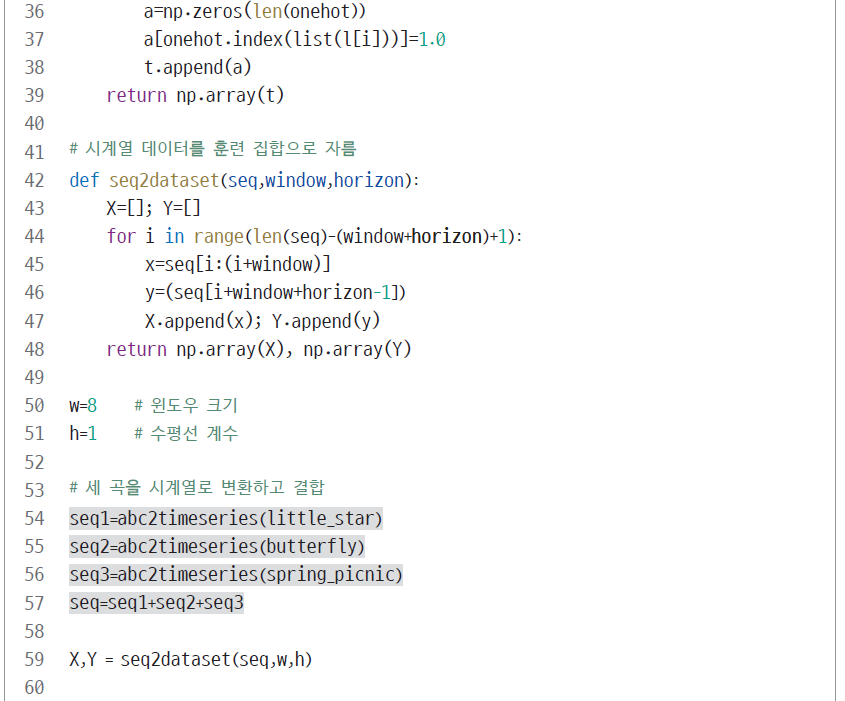 36 a=np.zeros(len(onehot))
37 a[onehot.index(list(l[i]))]=1.0
38 t.append(a)
39 return np.array(t)
40
41 # 시계열 데이터를 훈련 집합으로 자름
42 def seq2dataset(seq,window,horizon):
43 X=[]; Y=[]
44 for i in range(len(seq)-(window+horizon)+1):
45 x=seq[i:(i+window)]
46 y=(seq[i+window+horizon-1])
47 X.append(x); Y.append(y)
48 return np.array(X), np.array(Y)
49
50 w=8 # 윈도우 크기
51 h=1 # 수평선 계수
52
53 # 세 곡을 시계열로 변환하고 결합
54 seq1=abc2timeseries(little_star)
55 seq2=abc2timeseries(butterfly)
56 seq3=abc2timeseries(spring_picnic)
57 seq=seq1+seq2+seq3
58
59 X,Y = seq2dataset(seq,w,h)
60